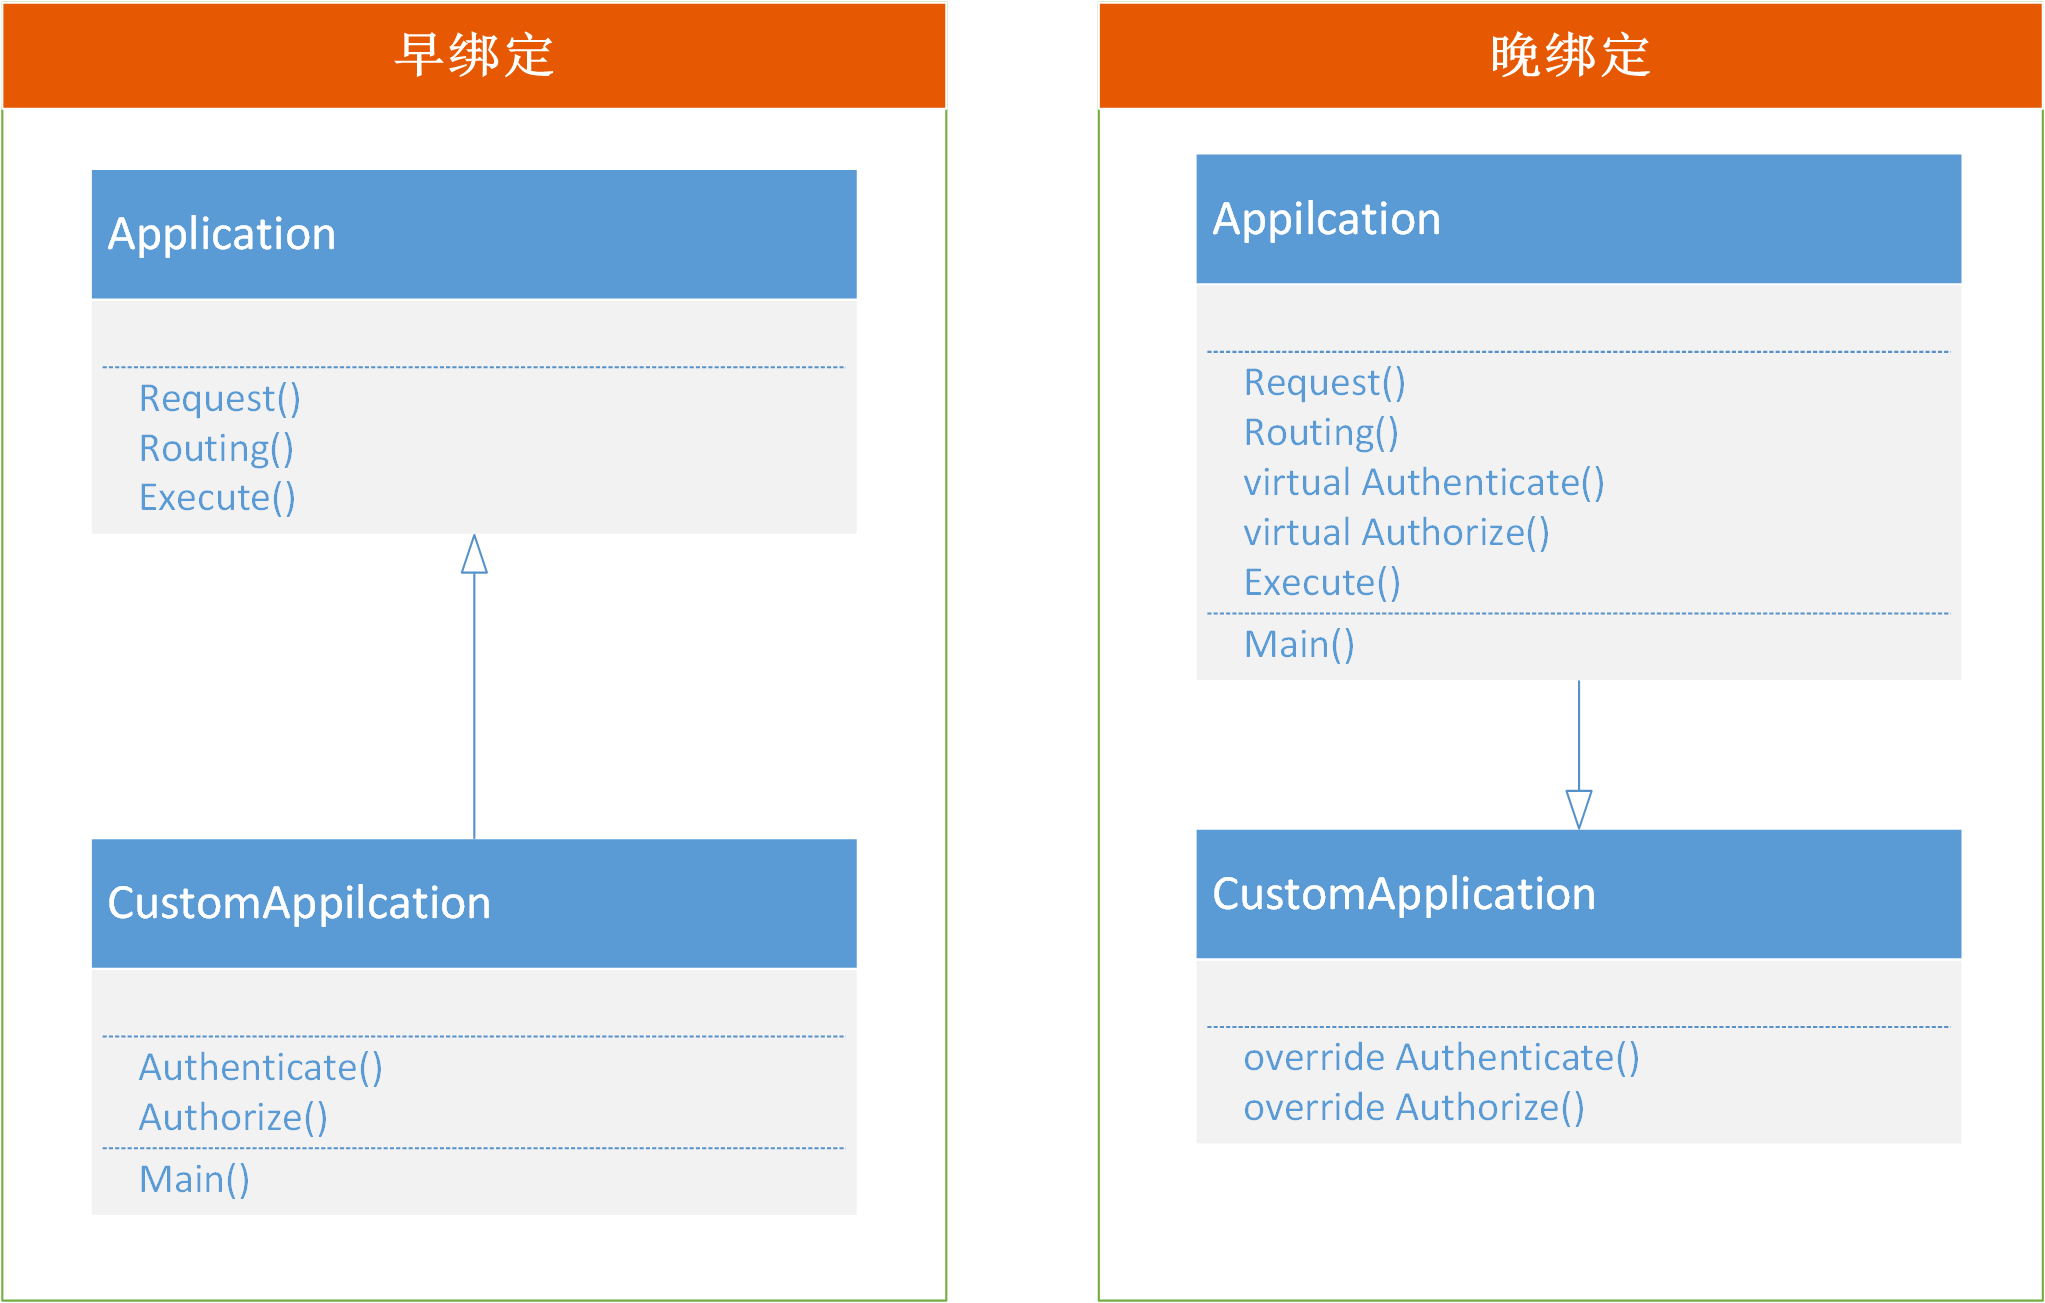 早绑定
Application
Request()
Routing()
Execute()
CustomAppilcation
Authenticate()
Authorize()
Main()
晚绑定
Appilcation
Request()
Routing()
virtual Authenticate()
virtual Authorize()
Execute()
Main()
CustomApplication
override Authenticate()
override Authorize()